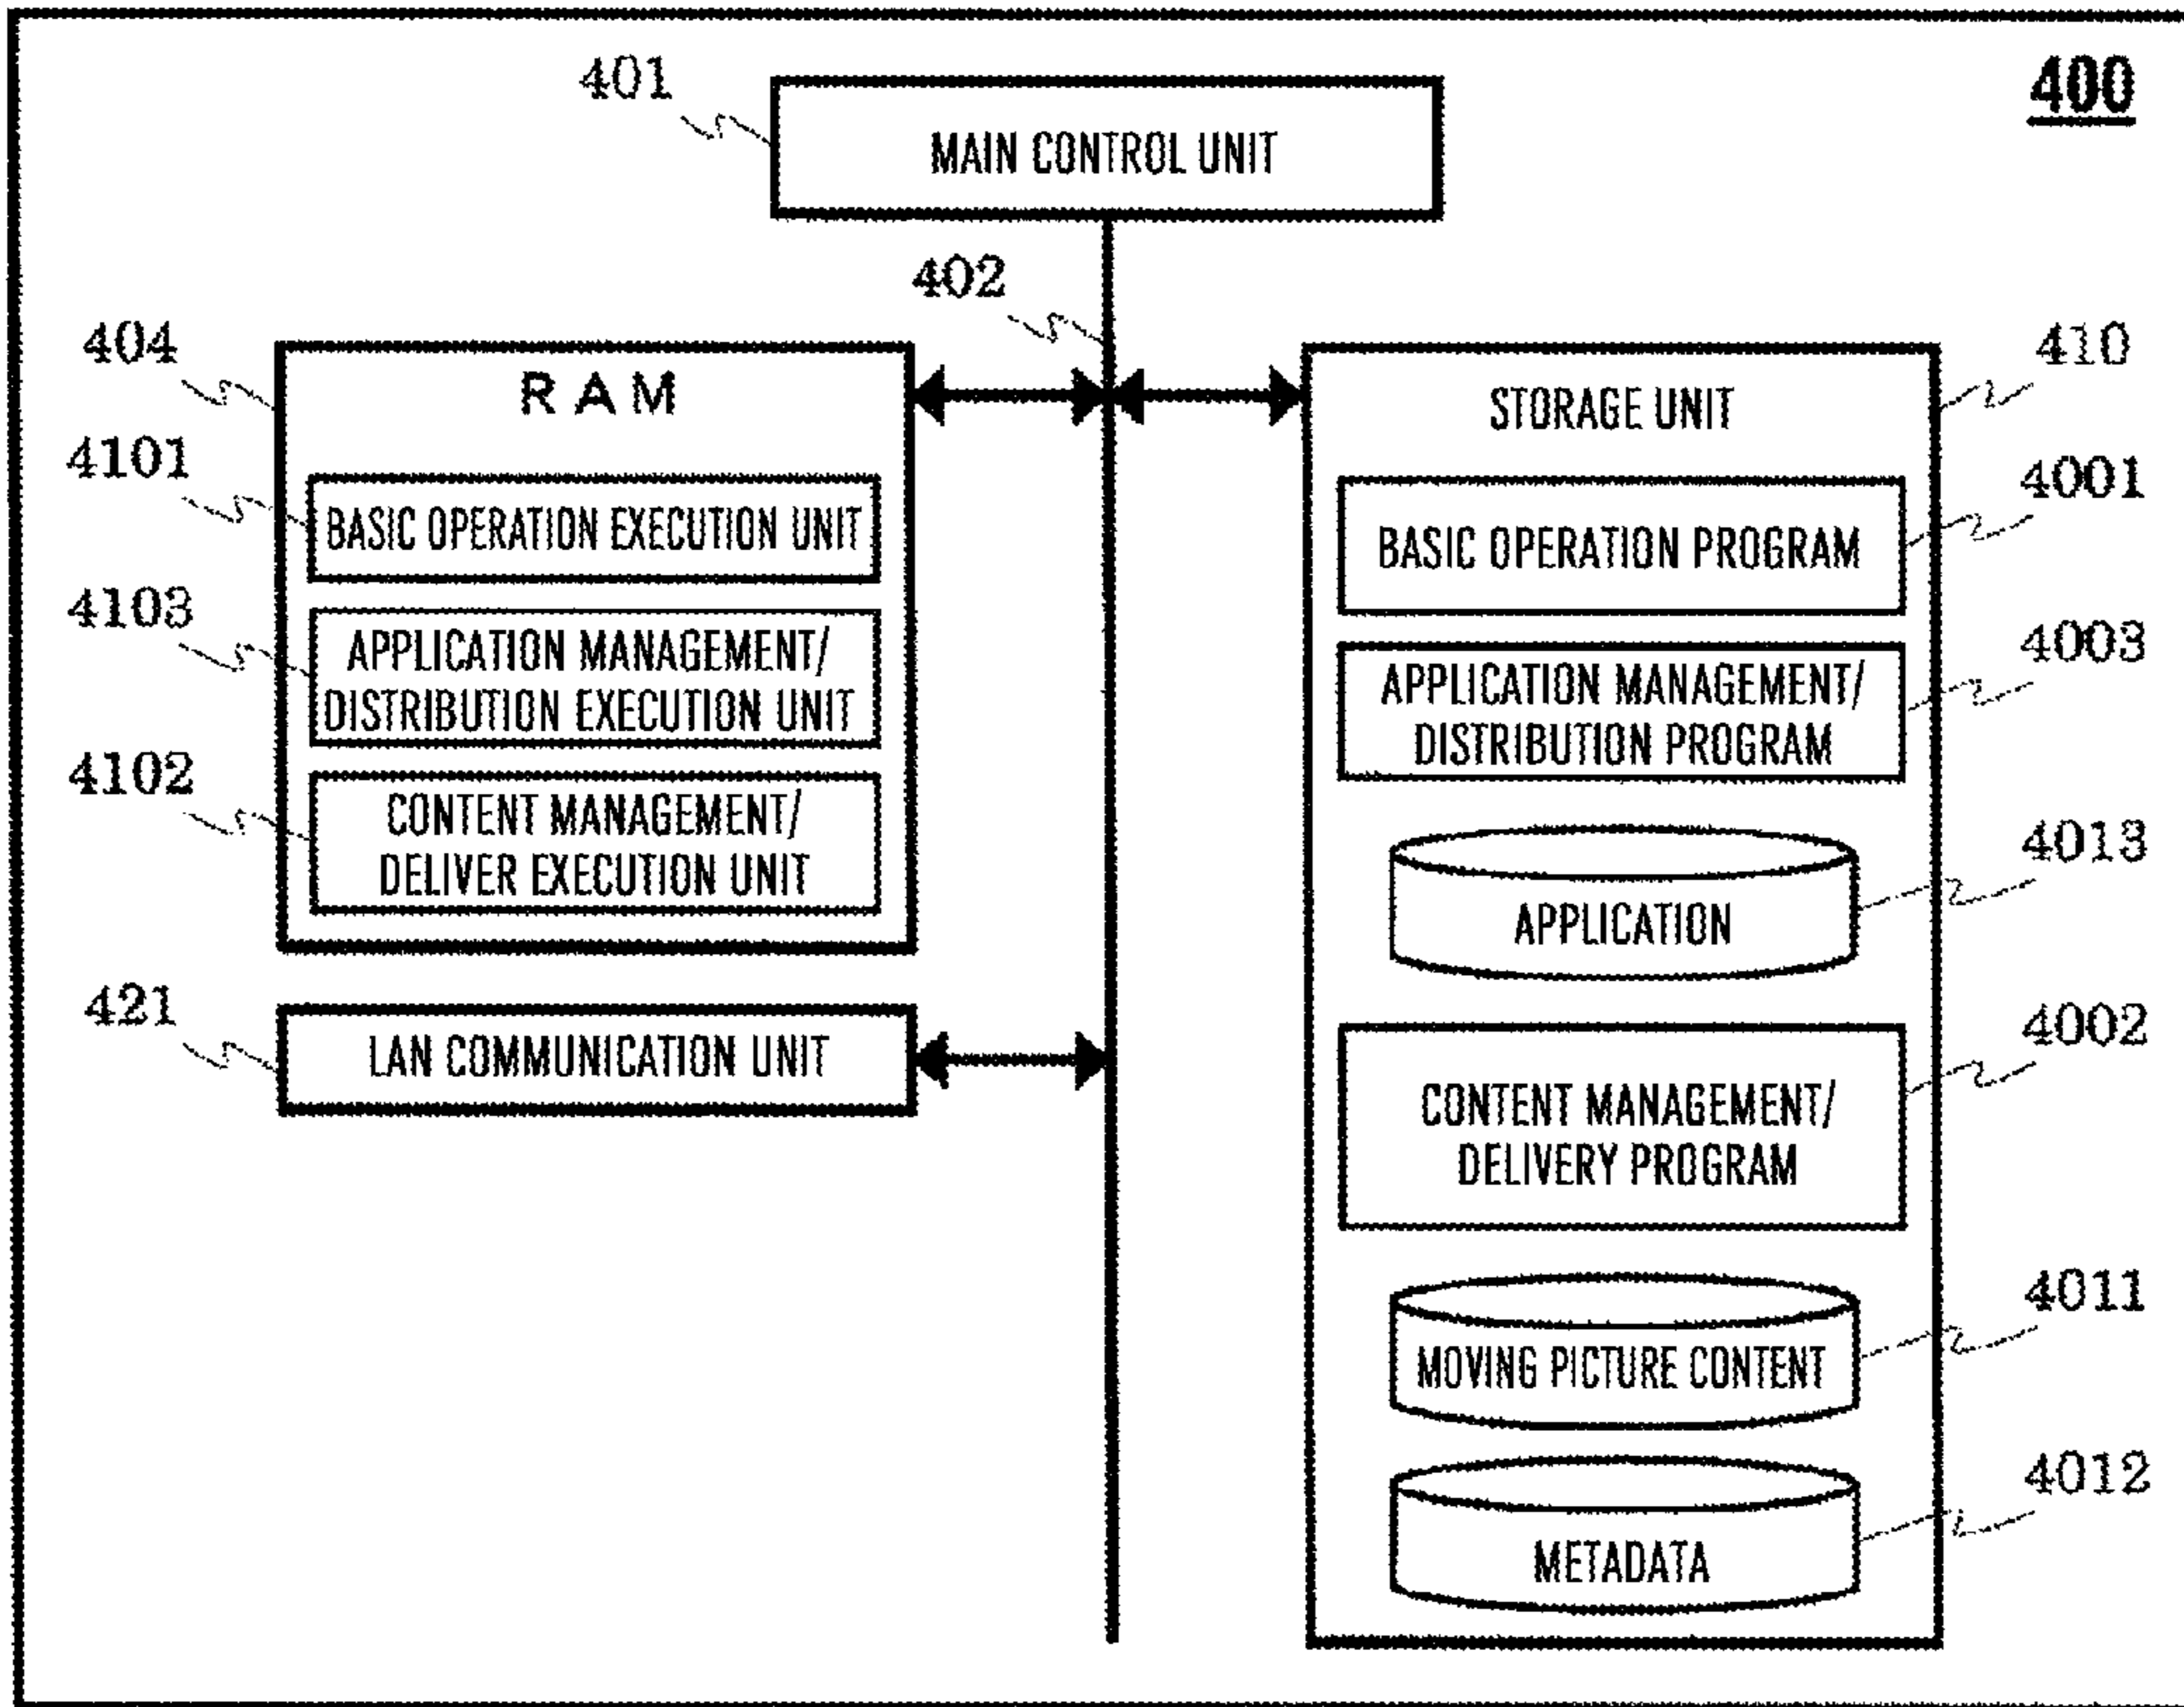 400
401
MAIN CONTROL UNIT
402
404
RAM
4101
BASIC OPERATION EXECUTION UNIT
4103
APPLICATION MANAGEMENT/
DISTRIBUTION EXECUTION UNIT
4102
CONTENT MANAGEMENT/
DELIVER EXECUTION UNIT
421
LAN COMMUNICATION UNIT
410
STORAGE UNIT
4001
BASIC OPERATION PROGRAM
4003
APPLICATION MANAGEMENT/
DISTRIBUTION PROGRAM
4013
APPLICATION
4002
CONTENT MANAGEMENT/
DELIVERY PROGRAM
4011
MOVING PICTURE CONTENT
4012
METADATA